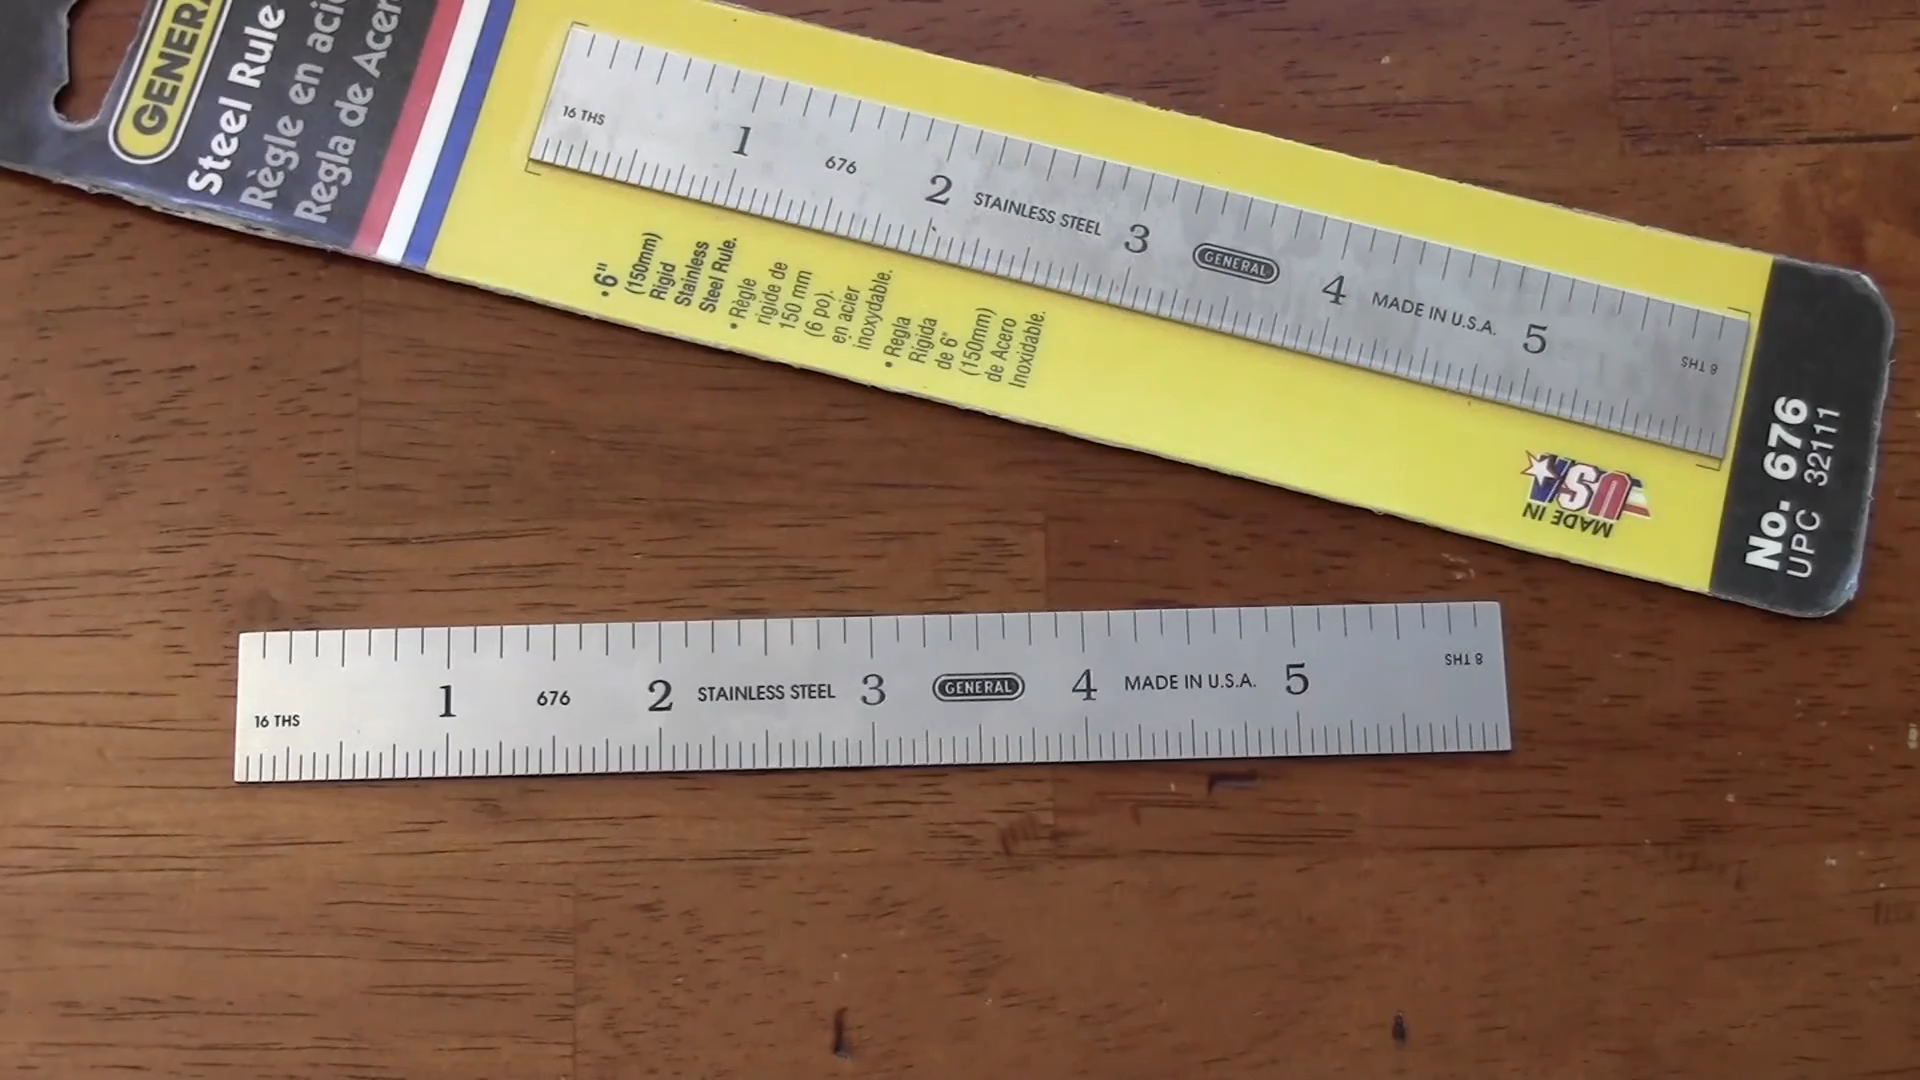 GENERA
Steel Rule
Règle en aci
Regla de Acer
16 THS
1
676
2
STAINLESS STEEL
3
GENERAL
4
MADE IN U.S.A.
5
8 THS
• 6"
(150mm)
Rigid
Stainless
Steel Rule.
• Règle
rigide de
150 mm
(6 po).
en acier
inoxydable.
• Regla
Rígida
de 6"
(150mm)
de Acero
Inoxidable.
MADE IN
USA
No. 676
UPC 32111
16 THS
1
676
2
STAINLESS STEEL
3
GENERAL
4
MADE IN U.S.A.
5
8 THS